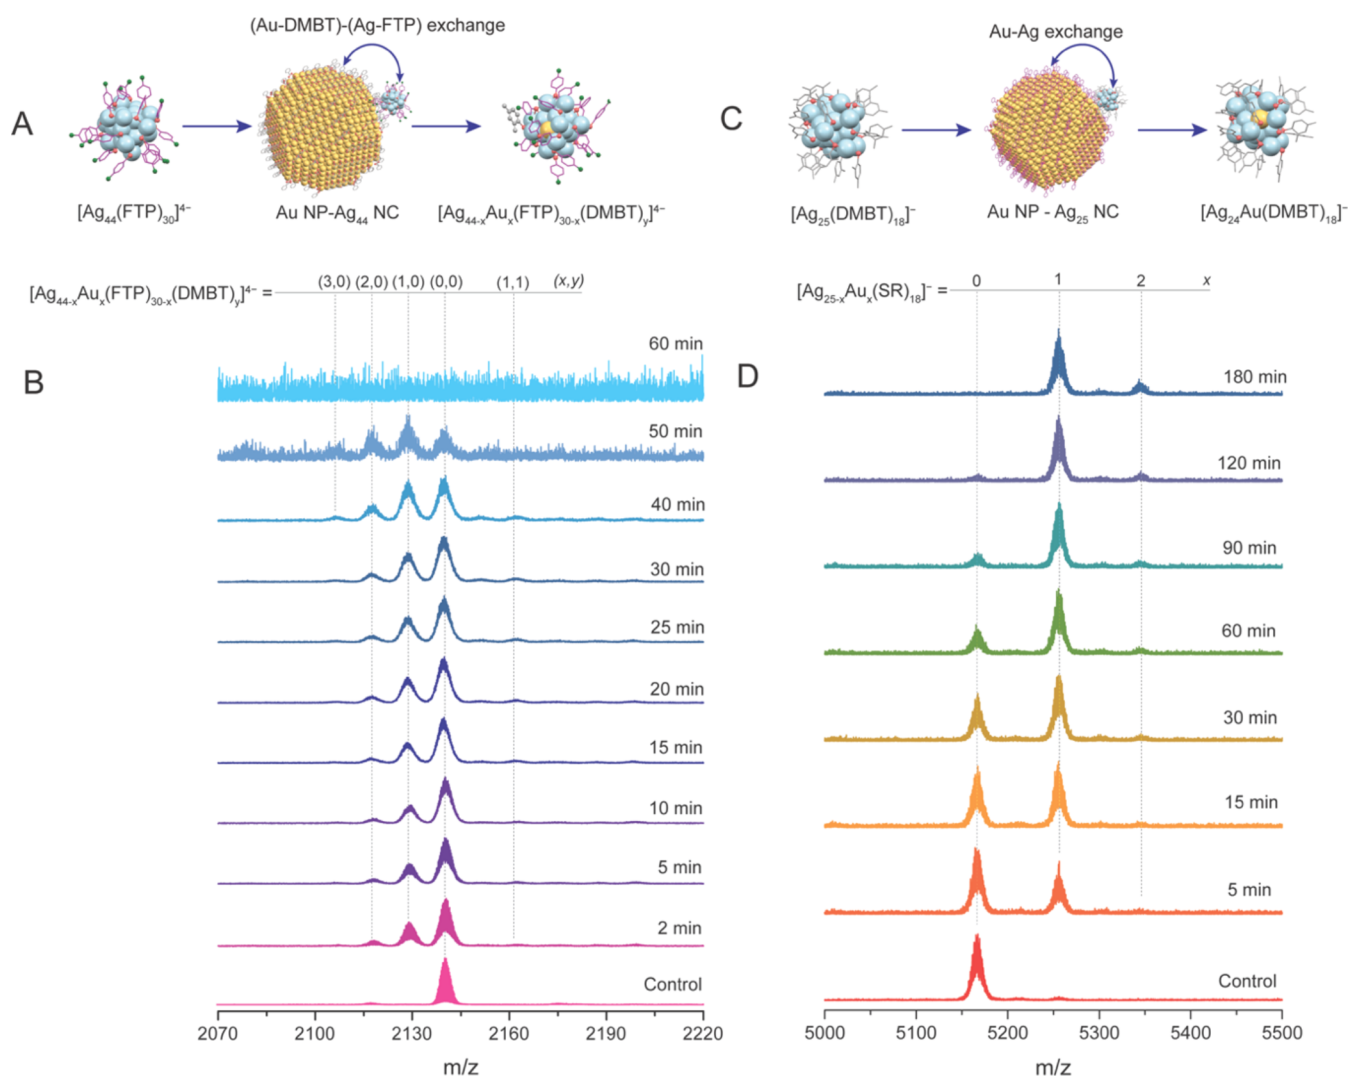 (Au-DMBT)-(Ag-FTP) exchange
A
[Ag44(FTP)30]4−
Au NP-Ag44 NC
[Ag44-xAux(FTP)30-x(DMBT)y]4−
[Ag44-xAux(FTP)30-x(DMBT)y]4− =
(3,0) (2,0) (1,0) (0,0) (1,1) (x,y)
B
60 min
50 min
40 min
30 min
25 min
20 min
15 min
10 min
5 min
2 min
Control
2070 2100 2130 2160 2190 2220
m/z
Au-Ag exchange
C
[Ag25(DMBT)18]−
Au NP - Ag25 NC
[Ag24Au(DMBT)18]−
[Ag25-xAux(SR)18]− =
0 1 2 x
D
180 min
120 min
90 min
60 min
30 min
15 min
5 min
Control
5000 5100 5200 5300 5400 5500
m/z